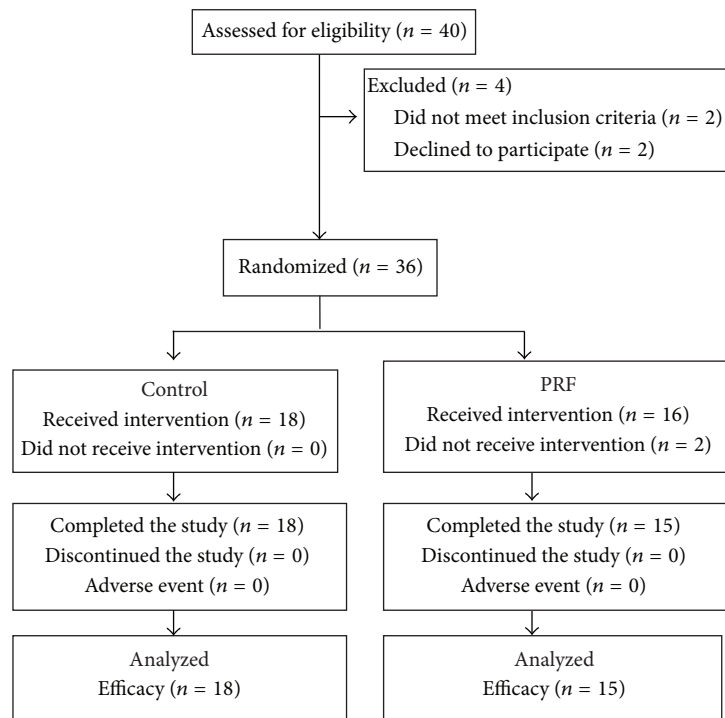 Assessed for eligibility (n = 40)
Excluded (n = 4)
Did not meet inclusion criteria (n = 2)
Declined to participate (n = 2)
Randomized (n = 36)
Control
Received intervention (n = 18)
Did not receive intervention (n = 0)
PRF
Received intervention (n = 16)
Did not receive intervention (n = 2)
Completed the study (n = 18)
Discontinued the study (n = 0)
Adverse event (n = 0)
Completed the study (n = 15)
Discontinued the study (n = 0)
Adverse event (n = 0)
Analyzed
Efficacy (n = 18)
Analyzed
Efficacy (n = 15)